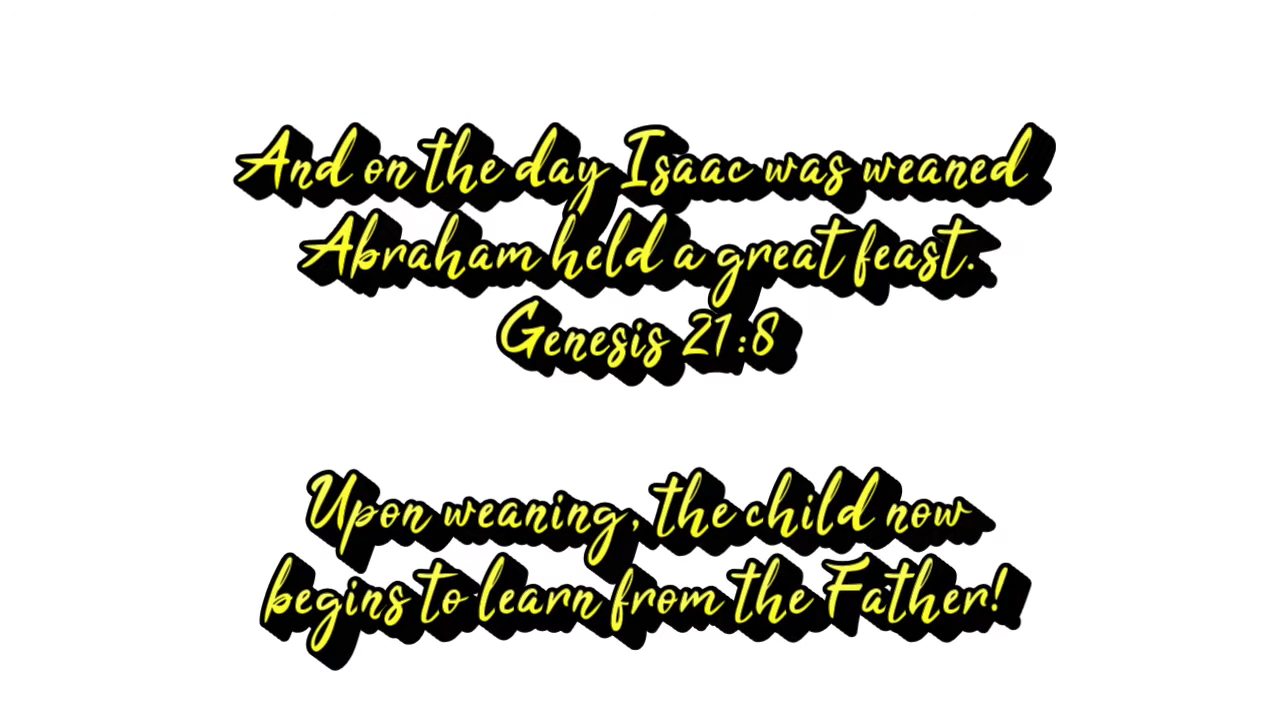 And on the day Isaac was weaned
Abraham held a great feast.
Genesis 21:8
Upon weaning, the child now
begins to learn from the Father!